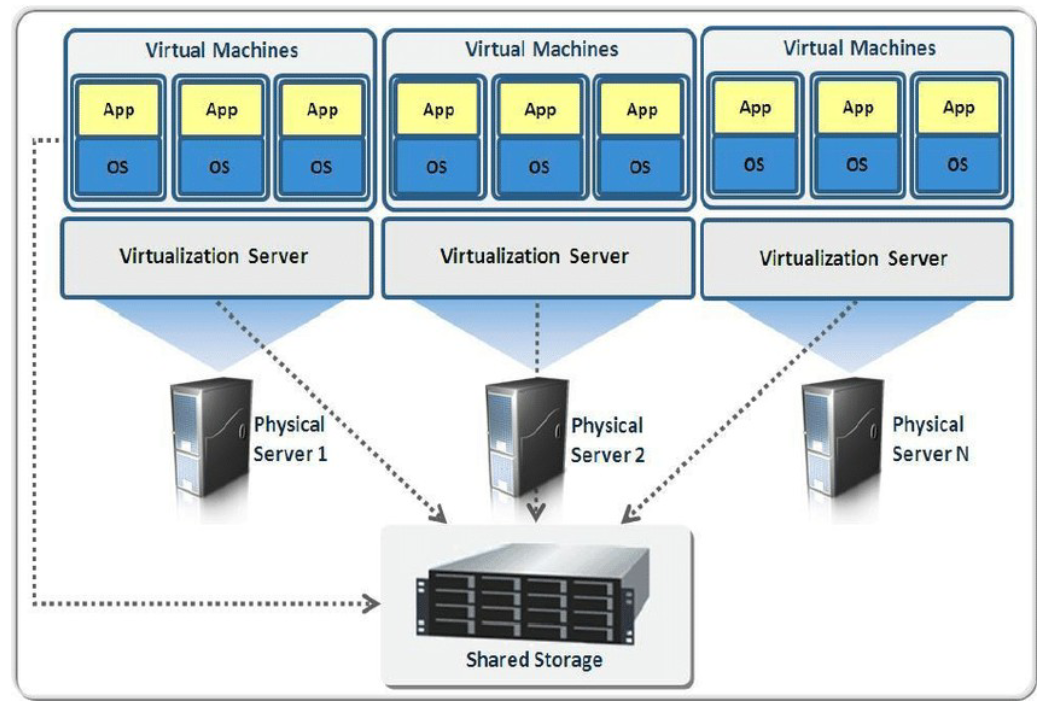 Virtual Machines
Virtual Machines
Virtual Machines
App
App
App
App
App
App
App
App
App
OS
OS
OS
OS
OS
OS
OS
OS
OS
Virtualization Server
Virtualization Server
Virtualization Server
Physical
Server 1
Physical
Server 2
Physical
Server N
Shared Storage